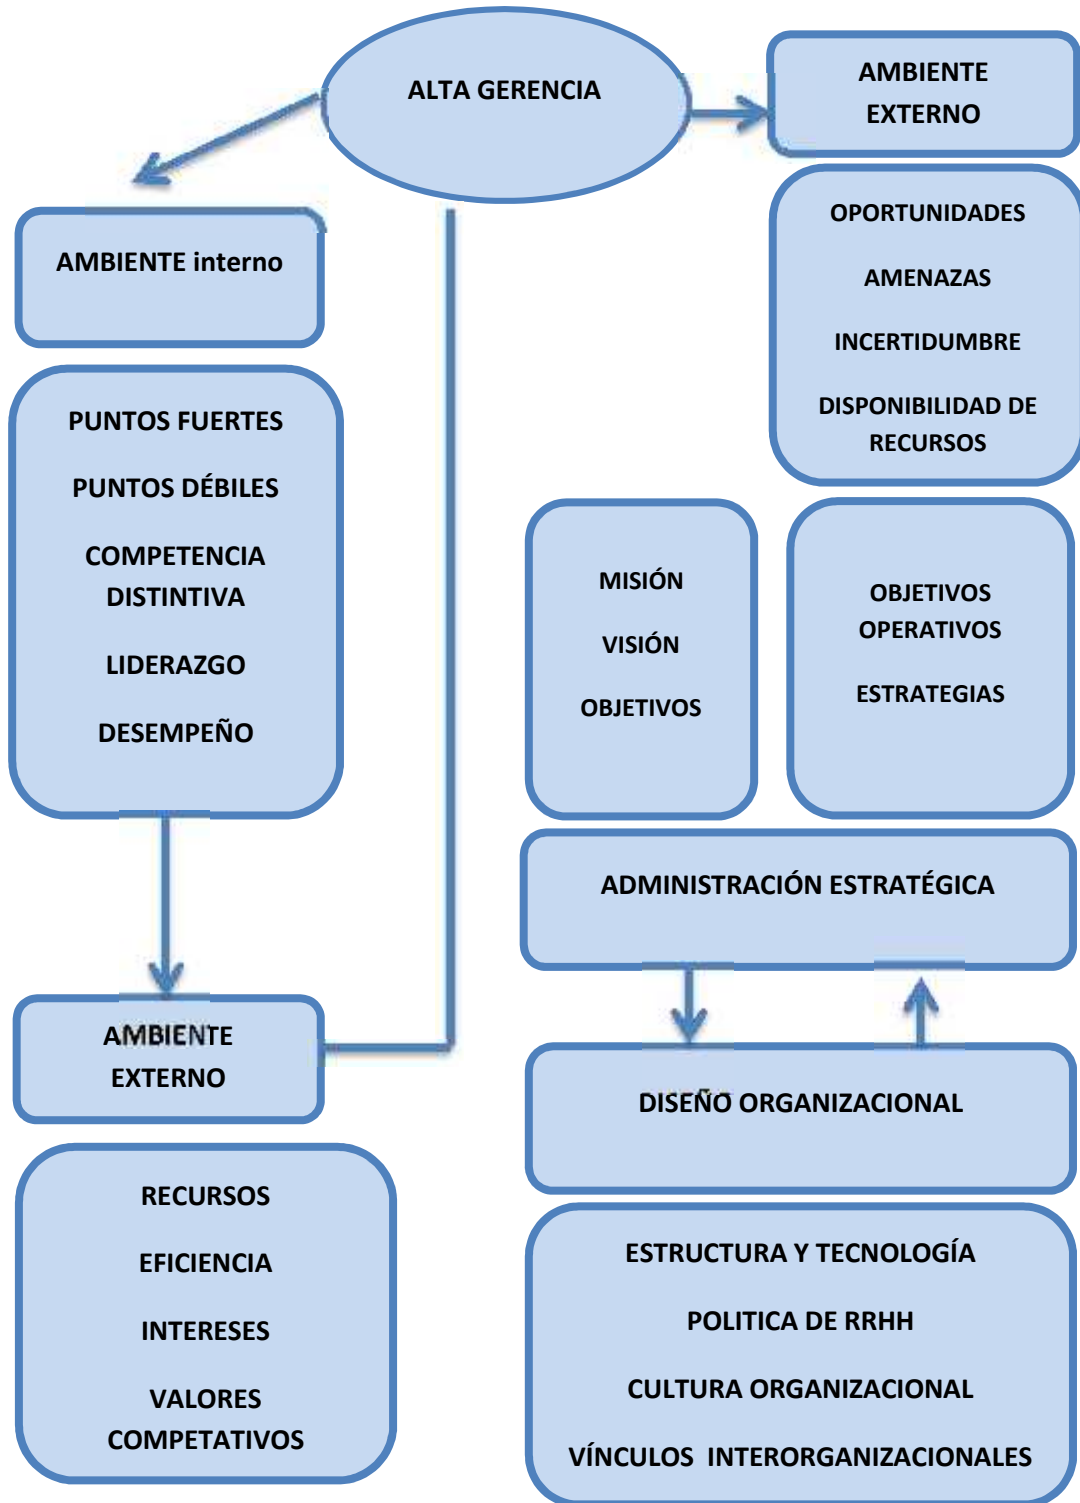 ALTA GERENCIA
AMBIENTE
EXTERNO
OPORTUNIDADES
AMENAZAS
INCERTIDUMBRE
DISPONIBILIDAD DE
RECURSOS
AMBIENTE interno
PUNTOS FUERTES
PUNTOS DÉBILES
COMPETENCIA
DISTINTIVA
LIDERAZGO
DESEMPEÑO
MISIÓN
VISIÓN
OBJETIVOS
OBJETIVOS
OPERATIVOS
ESTRATEGIAS
ADMINISTRACIÓN ESTRATÉGICA
AMBIENTE
EXTERNO
DISEÑO ORGANIZACIONAL
RECURSOS
EFICIENCIA
INTERESES
VALORES
COMPETATIVOS
ESTRUCTURA Y TECNOLOGÍA
POLITICA DE RRHH
CULTURA ORGANIZACIONAL
VÍNCULOS INTERORGANIZACIONALES